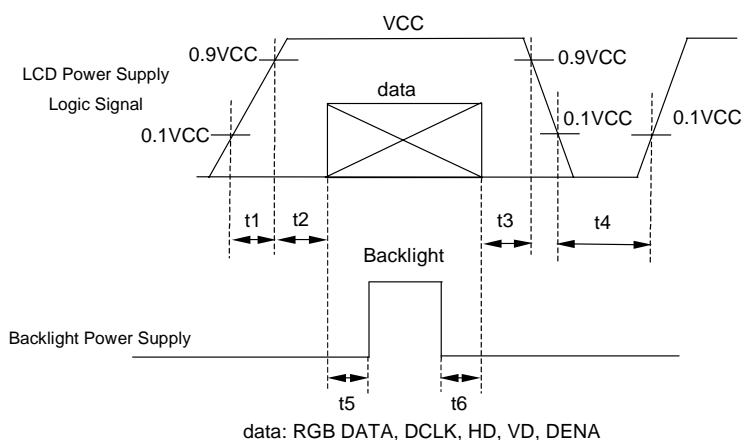 VCC
0.9VCC
0.9VCC
LCD Power Supply
Logic Signal
data
0.1VCC
0.1VCC
0.1VCC
t1
t2
t3
t4
Backlight
Backlight Power Supply
t5
t6
data: RGB DATA, DCLK, HD, VD, DENA